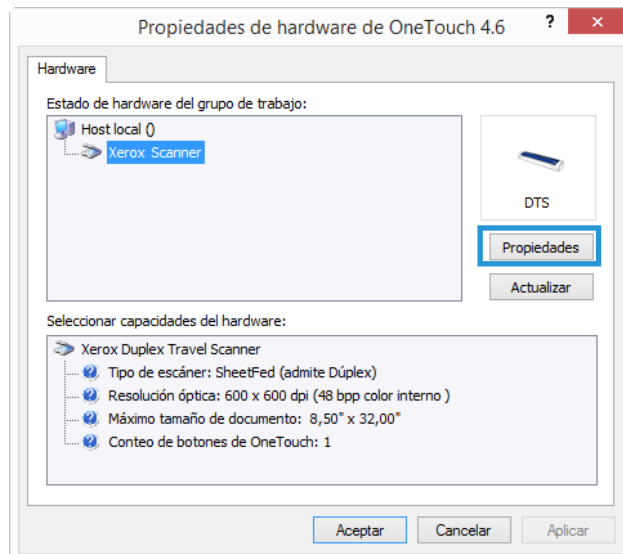 Propiedades de hardware de OneTouch 4.6
? ×
Hardware
Estado de hardware del grupo de trabajo:
Host local ()
Xerox Scanner
DTS
Propiedades
Actualizar
Seleccionar capacidades del hardware:
Xerox Duplex Travel Scanner
Tipo de escáner: SheetFed (admite Dúplex)
Resolución óptica: 600 x 600 dpi (48 bpp color interno )
Máximo tamaño de documento: 8,50" x 32,00"
Conteo de botones de OneTouch: 1
Aceptar Cancelar Aplicar